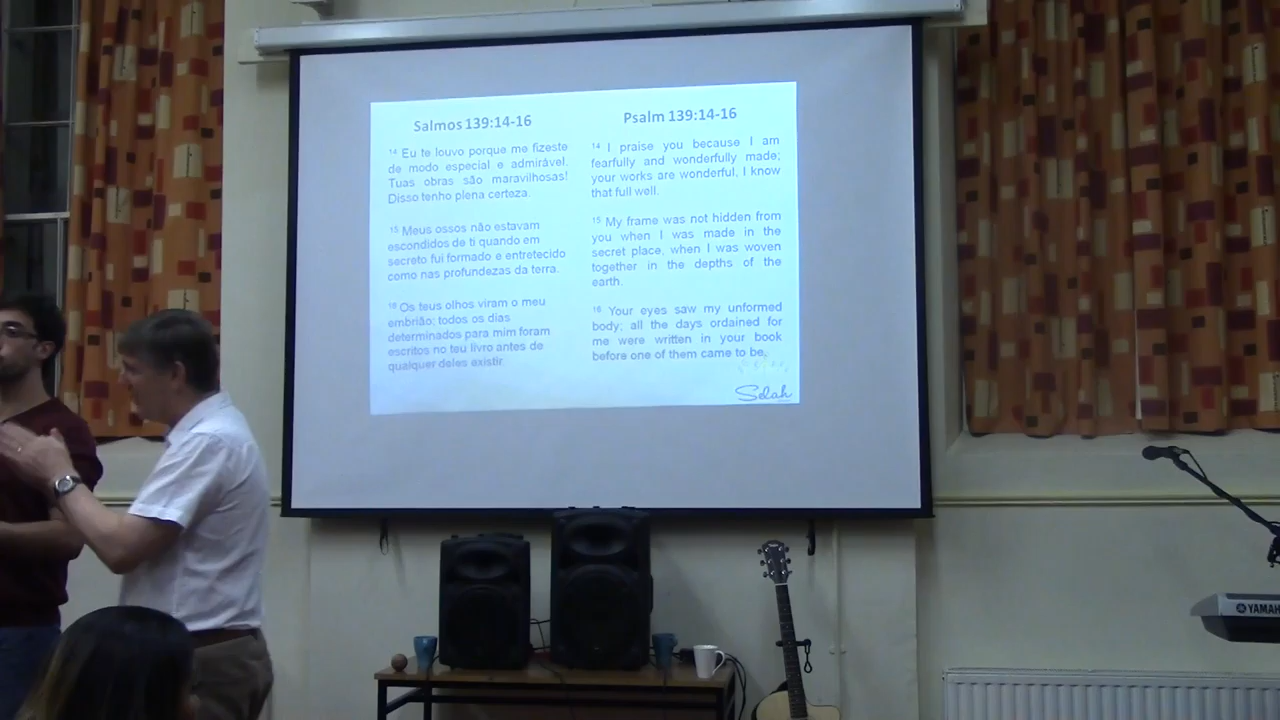 Salmos 139:14-16
14 Eu te louvo porque me fizeste
de modo especial e admirável.
Tuas obras são maravilhosas!
Disso tenho plena certeza.
15 Meus ossos não estavam
escondidos de ti quando em
secreto fui formado e entretecido
como nas profundezas da terra.
16 Os teus olhos viram o meu
embrião; todos os dias
determinados para mim foram
escritos no teu livro antes de
qualquer deles existir
Psalm 139:14-16
14 I praise you because I am
fearfully and wonderfully made;
your works are wonderful, I know
that full well.
15 My frame was not hidden from
you when I was made in the
secret place, when I was woven
together in the depths of the
earth.
16 Your eyes saw my unformed
body; all the days ordained for
me were written in your book
before one of them came to be.
Selah
YAMAHA